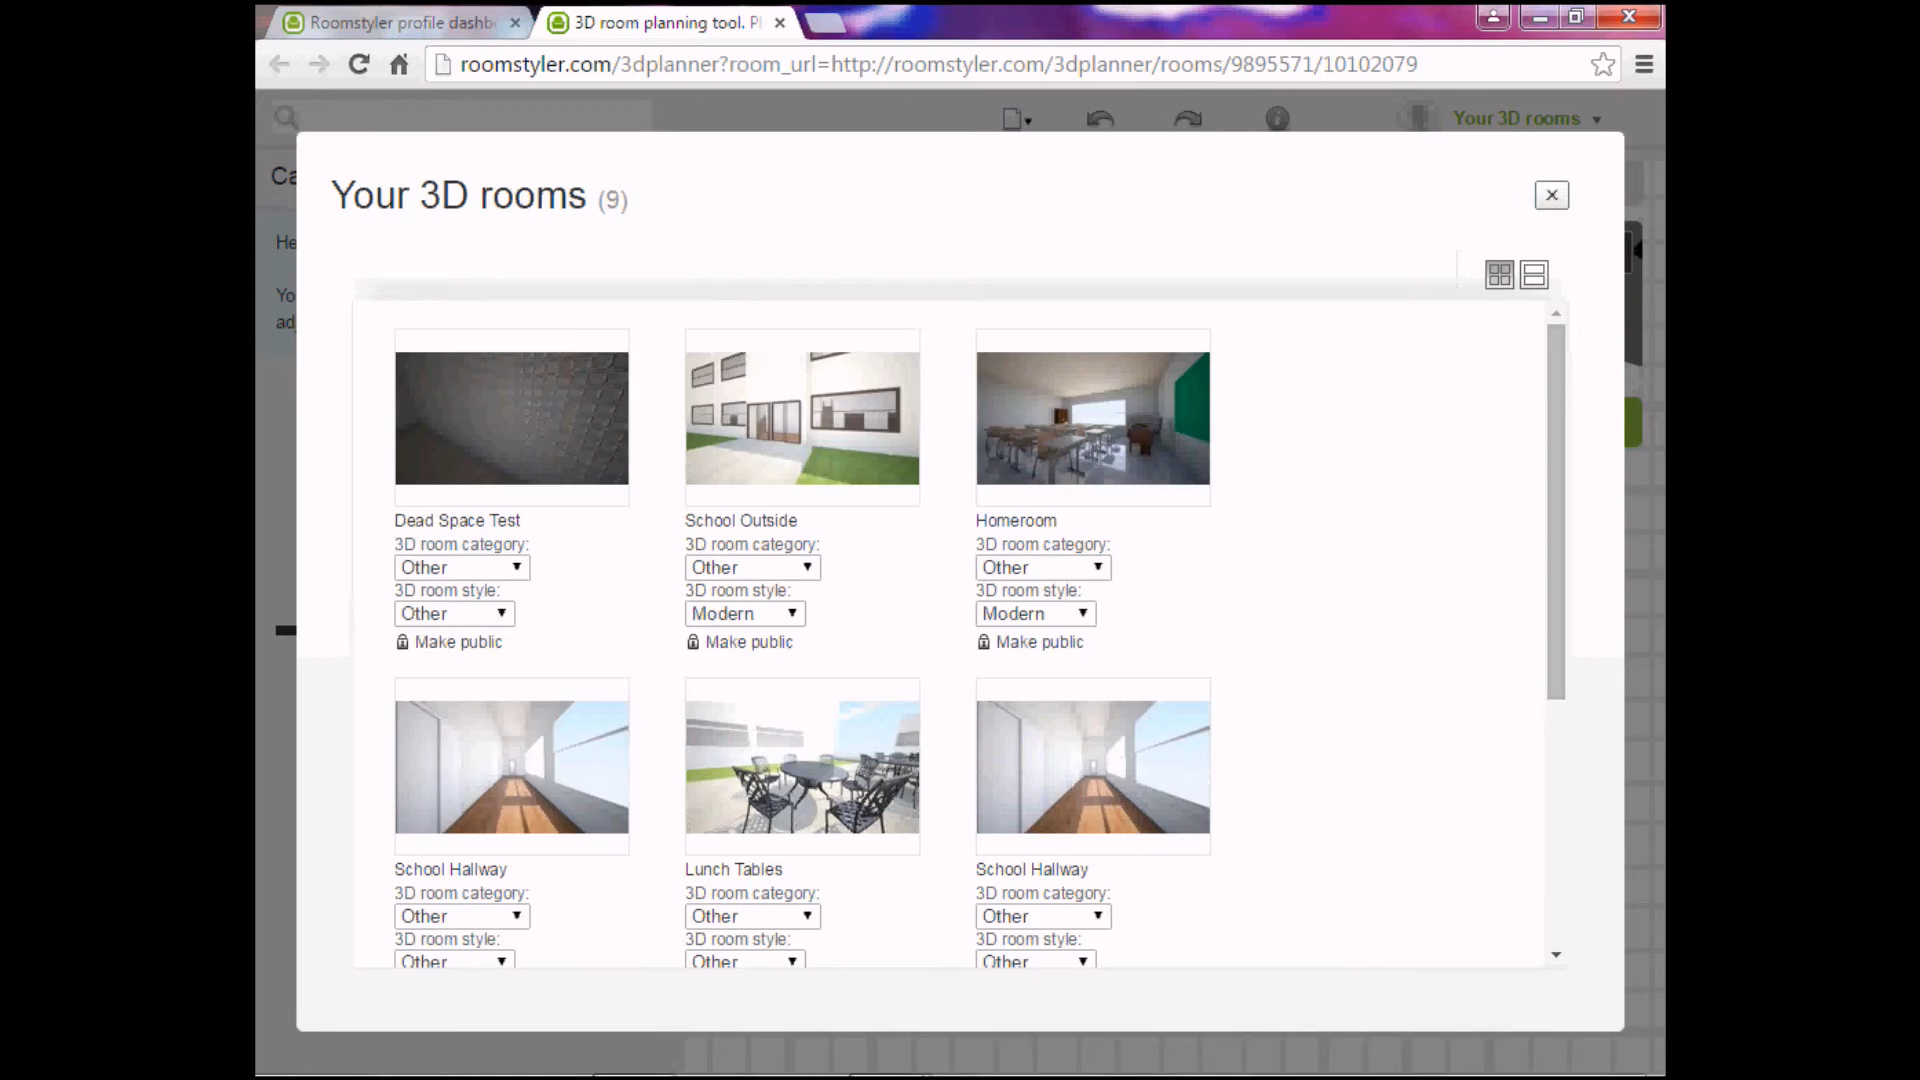 Roomstyler profile dashb
3D room planning tool. Pl
roomstyler.com/3dplanner?room_url=http://roomstyler.com/3dplanner/rooms/9895571/10102079
Your 3D rooms
Ca
He
Yo
adj
Your 3D rooms (9)
Dead Space Test
3D room category:
Other
3D room style:
Other
Make public
School Outside
3D room category:
Other
3D room style:
Modern
Make public
Homeroom
3D room category:
Other
3D room style:
Modern
Make public
School Hallway
3D room category:
Other
3D room style:
Other
Lunch Tables
3D room category:
Other
3D room style:
Other
School Hallway
3D room category:
Other
3D room style:
Other